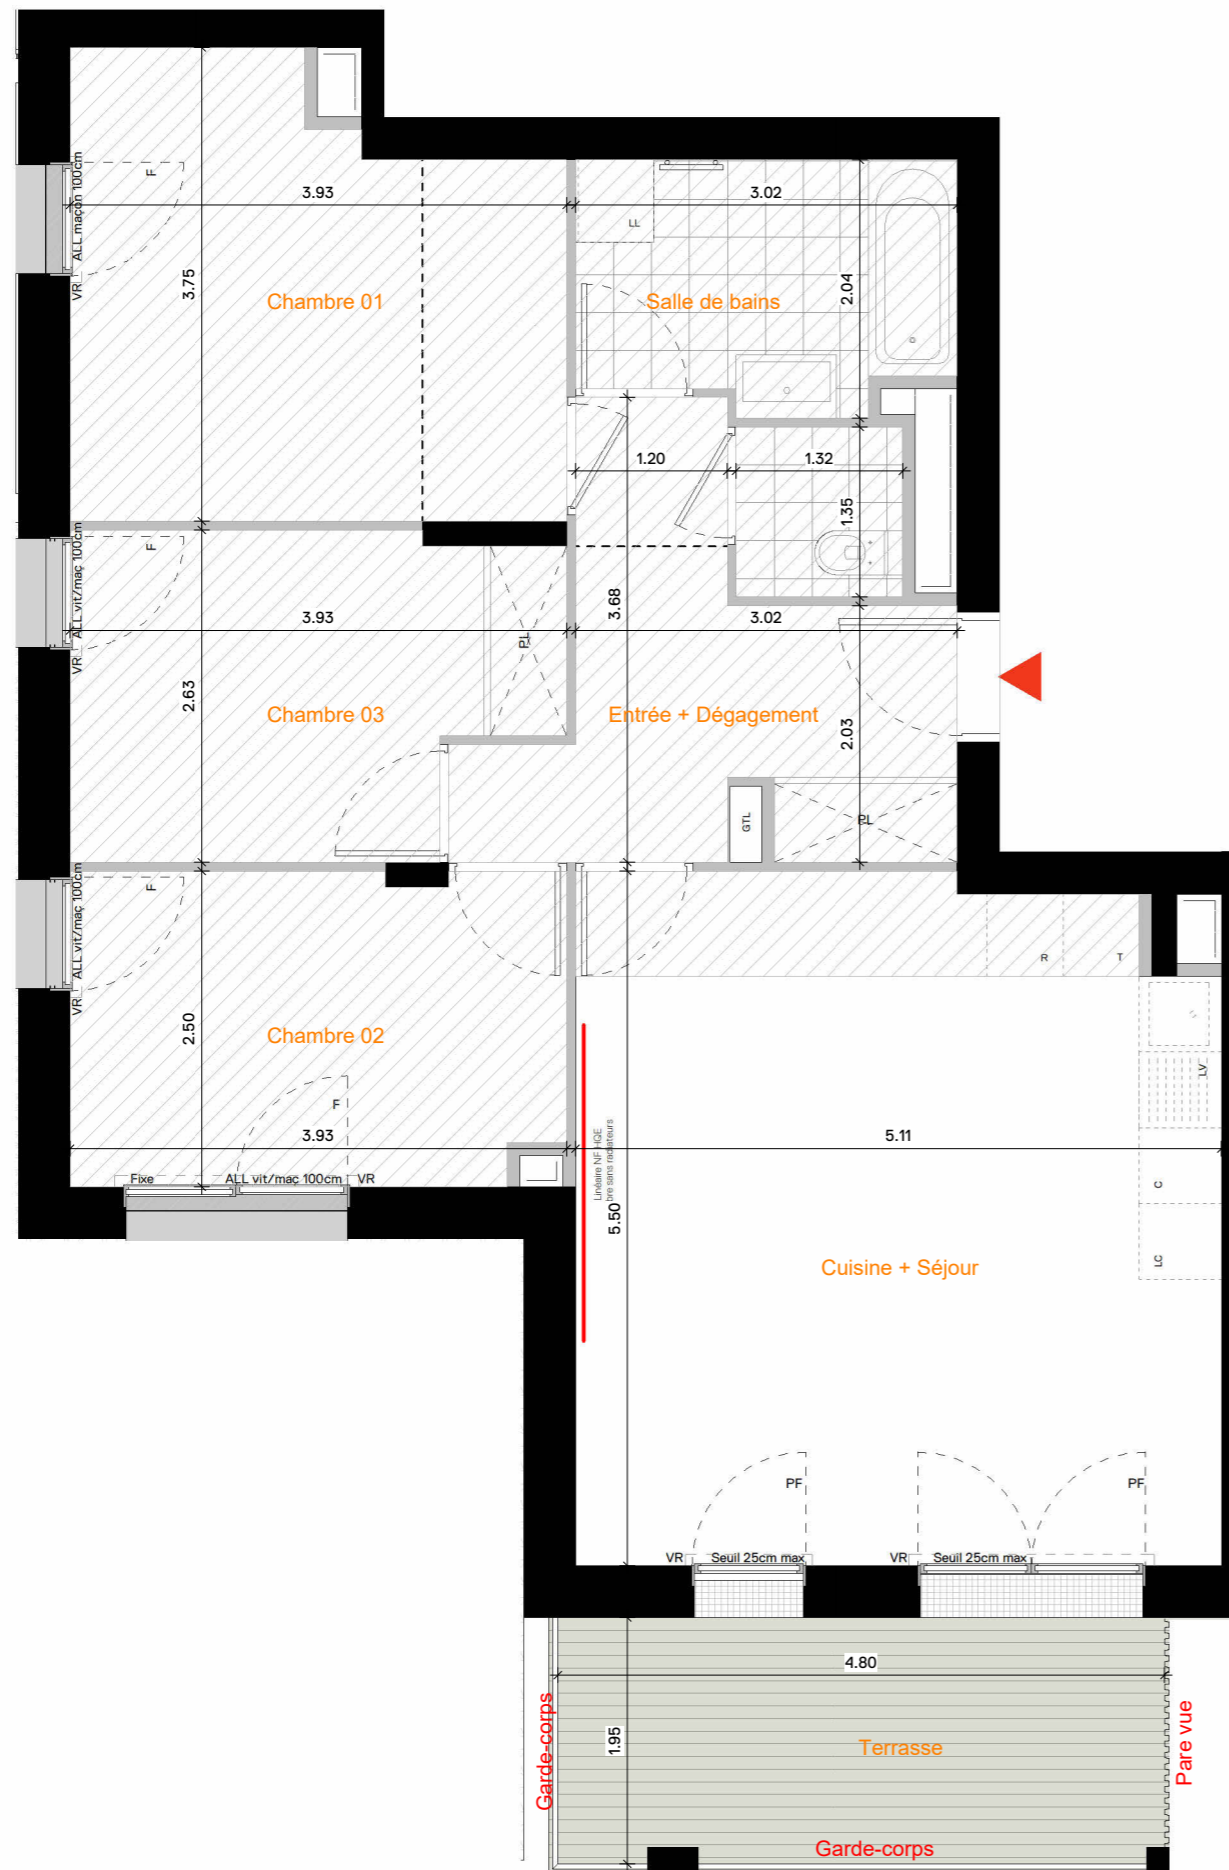 F
ALL maçon 100cm
VR
3.93
3.75
Chambre 01
3.02
LL
Salle de bains
2.04
1.20
1.32
1.35
F
ALL vit/maç 100cm
VR
3.93
2.63
Chambre 03
PL
3.68
3.02
Entrée + Dégagement
2.03
GTL
PL
F
ALL vit/maç 100cm
VR
2.50
Chambre 02
F
3.93
Fixe
ALL vit/maç 100cm
VR
R
T
LV
C
LC
5.11
Linéaire NF HQE
bre sans radiateurs
5.50
Cuisine + Séjour
PF
PF
VR
Seuil 25cm max
VR
Seuil 25cm max
4.80
1.95
Terrasse
Garde-corps
Pare vue
Garde-corps